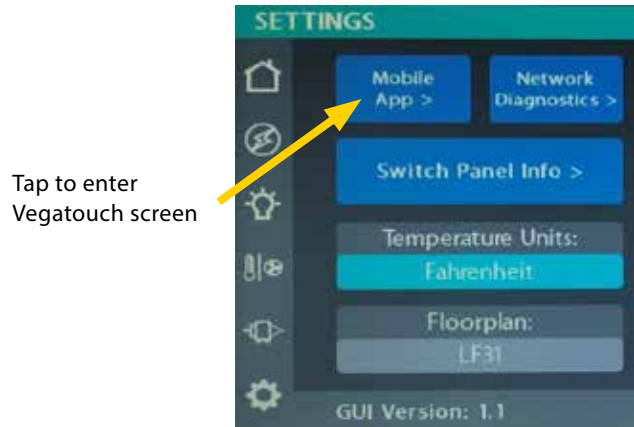 SETTINGS
Mobile
App >
Network
Diagnostics >
Switch Panel Info >
Tap to enter
Vegatouch screen
Temperature Units:
Fahrenheit
Floorplan:
LF31
GUI Version: 1.1